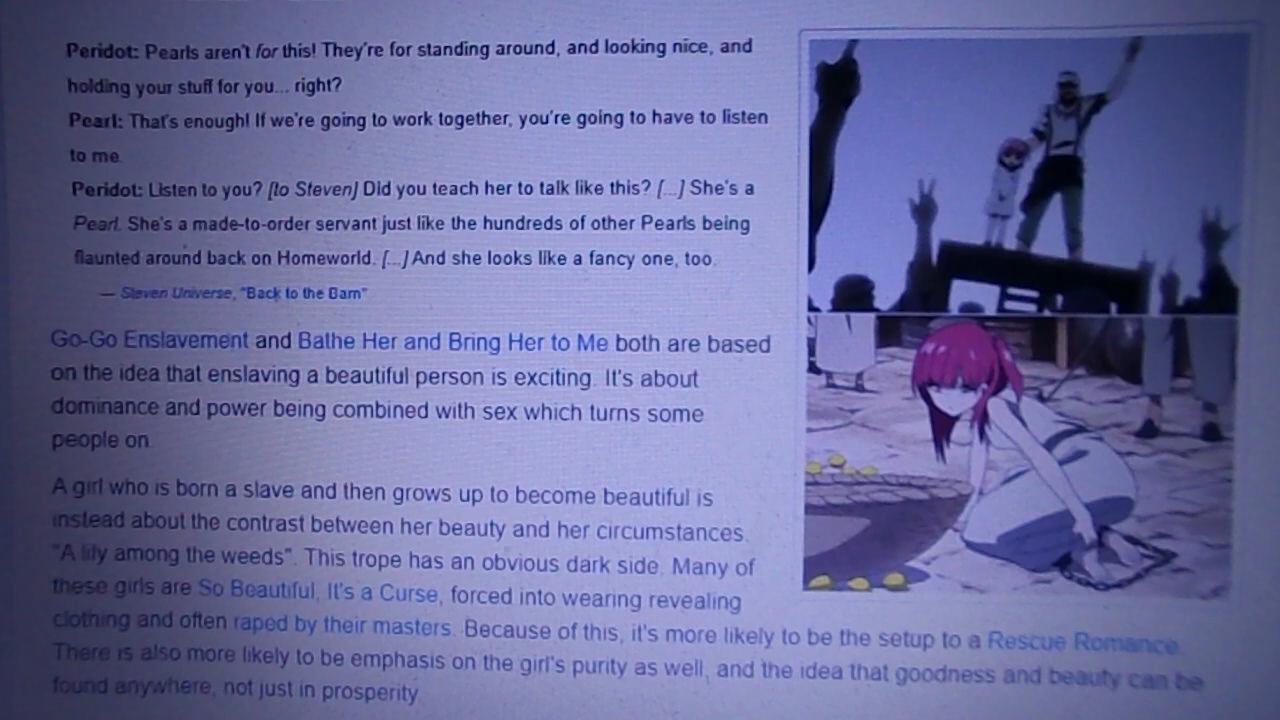 Peridot: Pearls aren't for this! They're for standing around, and looking nice, and
holding your stuff for you... right?
Pearl: That's enough! If we're going to work together, you're going to have to listen
to me.
Peridot: Listen to you? [to Steven] Did you teach her to talk like this? [...] She's a
Pearl. She's a made-to-order servant just like the hundreds of other Pearls being
flaunted around back on Homeworld. [...] And she looks like a fancy one, too.
— Steven Universe, "Back to the Barn"
Go-Go Enslavement and Bathe Her and Bring Her to Me both are based
on the idea that enslaving a beautiful person is exciting. It's about
dominance and power being combined with sex which turns some
people on.
A girl who is born a slave and then grows up to become beautiful is
instead about the contrast between her beauty and her circumstances.
"A lily among the weeds". This trope has an obvious dark side. Many of
these girls are So Beautiful, It's a Curse, forced into wearing revealing
clothing and often raped by their masters. Because of this, it's more likely to be the setup to a Rescue Romance.
There is also more likely to be emphasis on the girl's purity as well, and the idea that goodness and beauty can be
found anywhere, not just in prosperity.